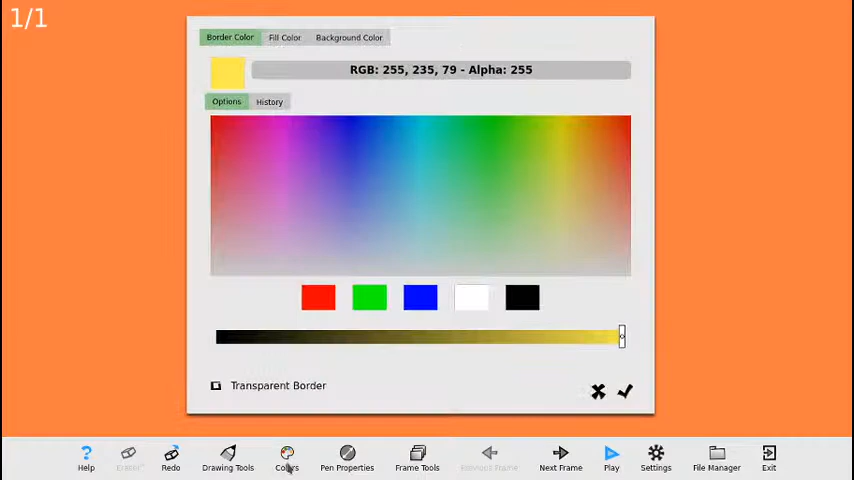 1/1
Border Color Fill Color Background Color
RGB: 255, 235, 79 - Alpha: 255
Options History
Transparent Border
Help Eraser Redo Drawing Tools Colors Pen Properties Frame Tools Previous Frame Next Frame Play Settings File Manager Exit